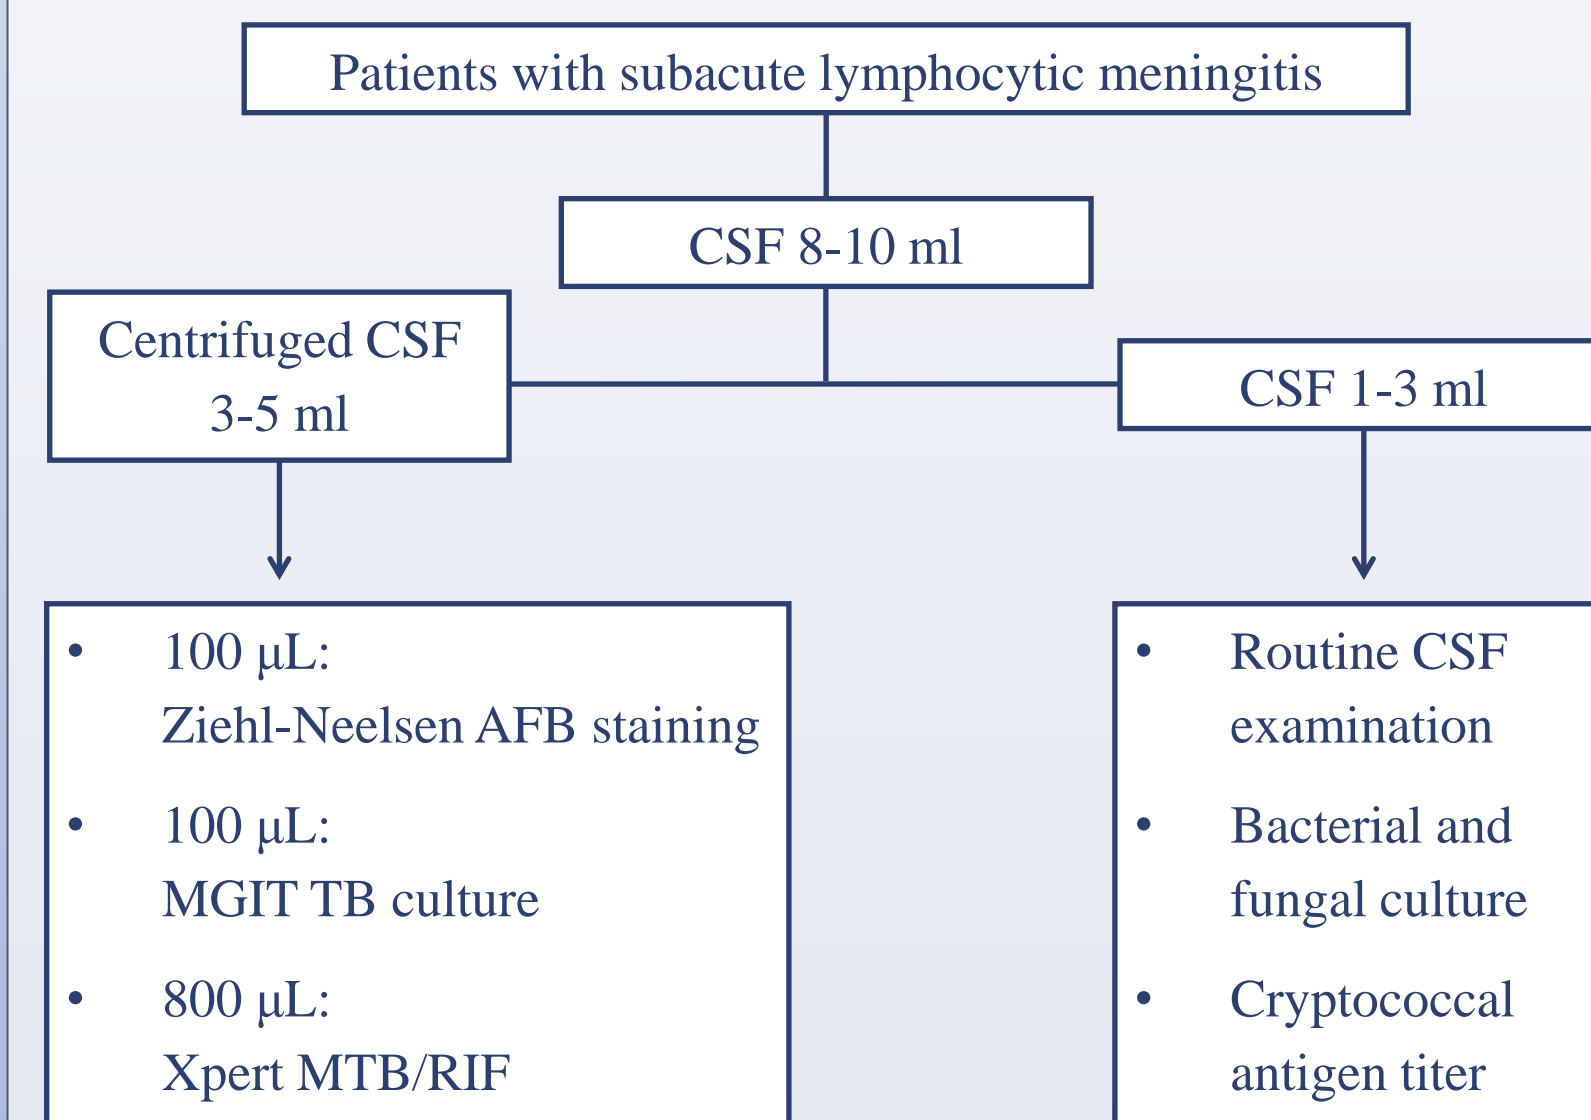 Patients with subacute lymphocytic meningitis
CSF 8-10 ml
Centrifuged CSF
3-5 ml
CSF 1-3 ml
• 100 μL:
Ziehl-Neelsen AFB staining
• 100 μL:
MGIT TB culture
• 800 μL:
Xpert MTB/RIF
• Routine CSF
examination
• Bacterial and
fungal culture
• Cryptococcal
antigen titer